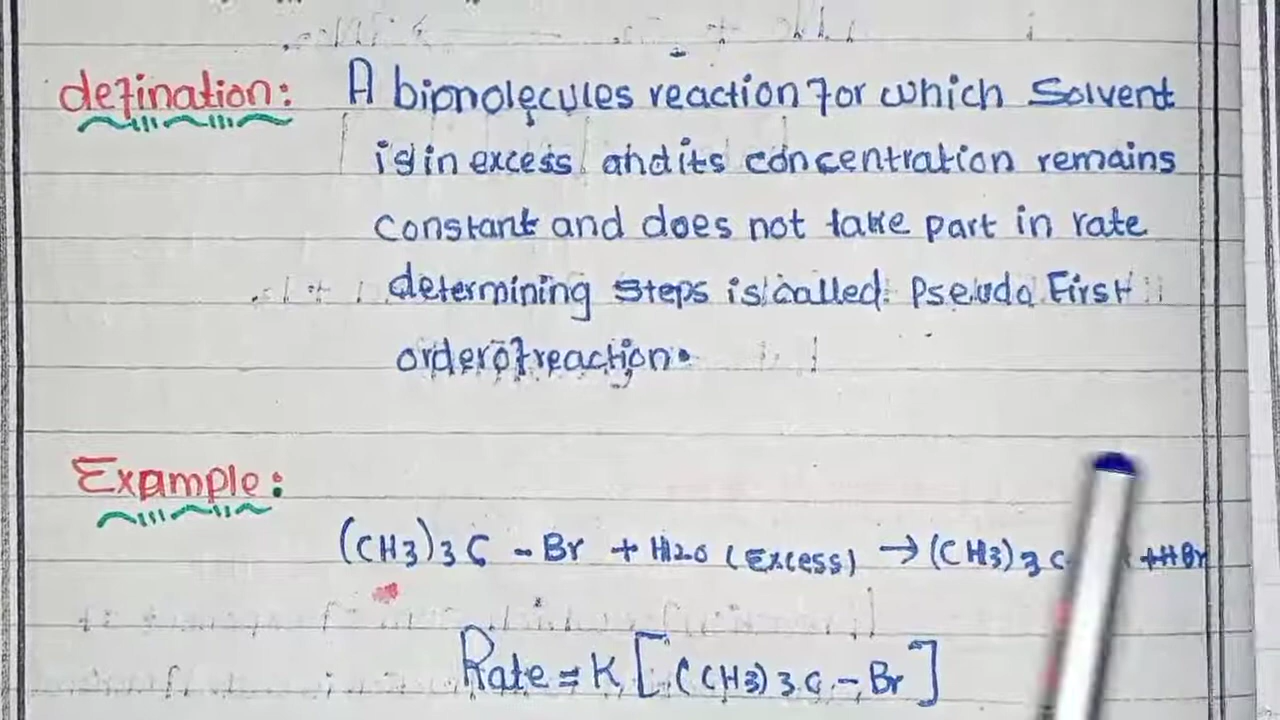 defination: A bipnolecules reaction for which Solvent
is in excess and its concentration remains
constant and does not take part in rate
determining steps is called Pseudo First
order of reaction.
Example:
(CH3)3C - Br + H2O (Excess) → (CH3)3C + HBr
Rate = K [(CH3)3C - Br]